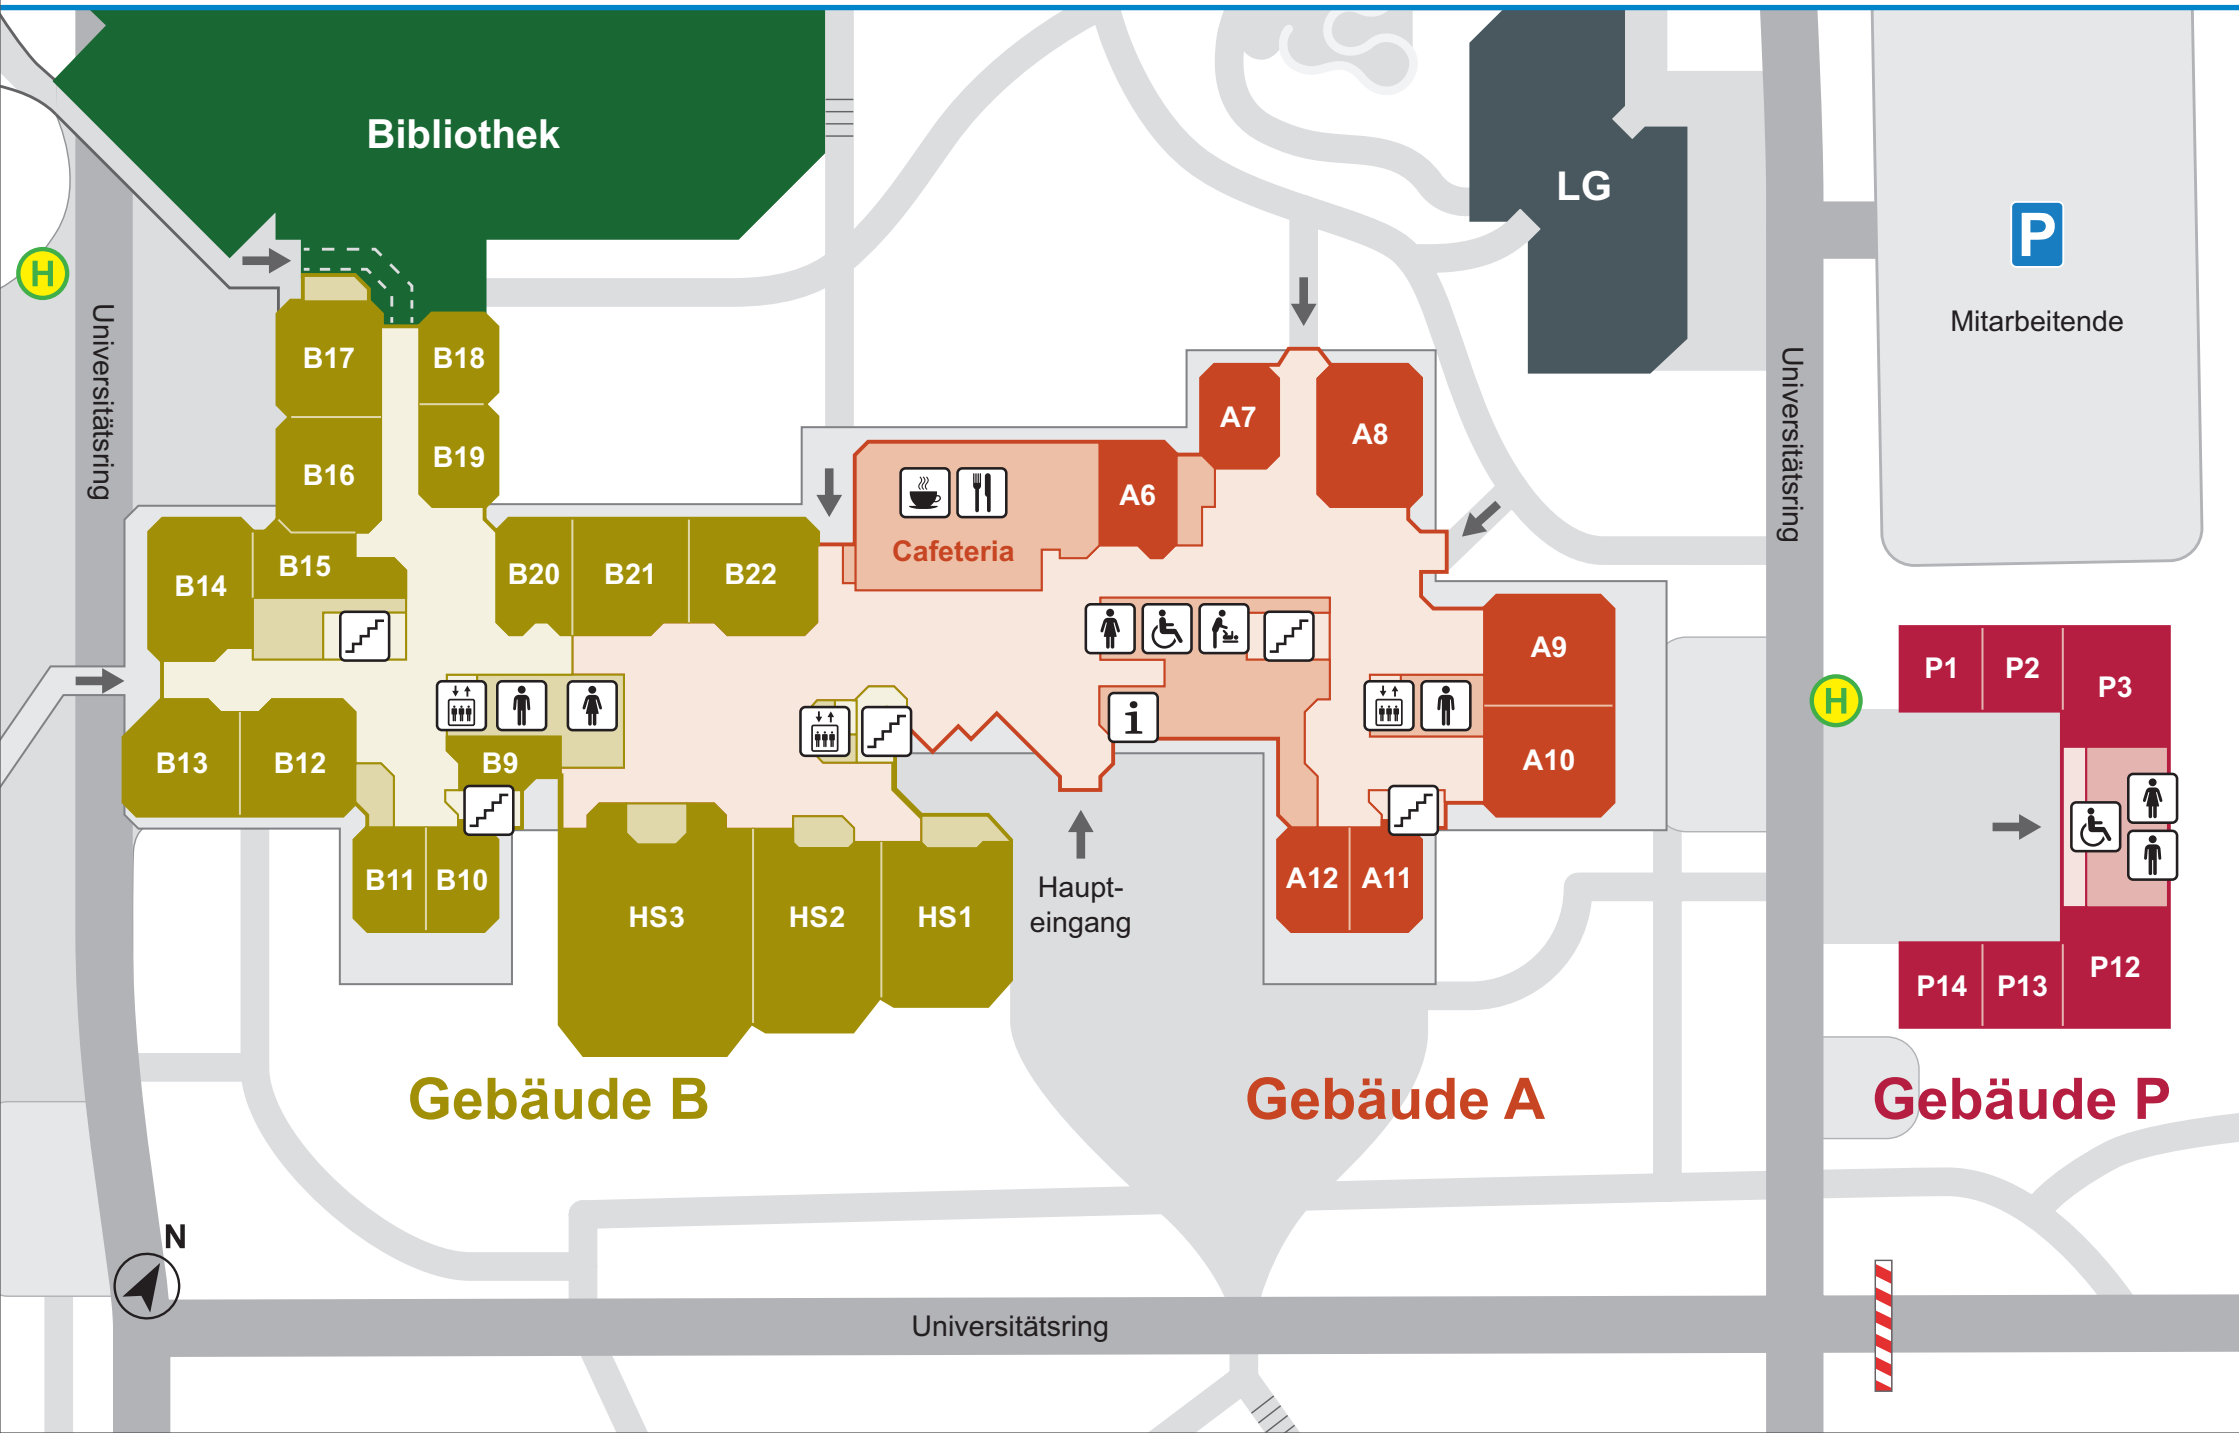 Bibliothek
LG
P
Mitarbeitende
H
Universitätsring
Universitätsring
B17
B18
B16
B19
B15
B14
B20
B21
B22
Cafeteria
A6
A7
A8
A9
A10
B13
B12
B9
B11
B10
HS3
HS2
HS1
i
Haupt-
eingang
A12
A11
H
P1
P2
P3
P14
P13
P12
Gebäude B
Gebäude A
Gebäude P
N
Universitätsring